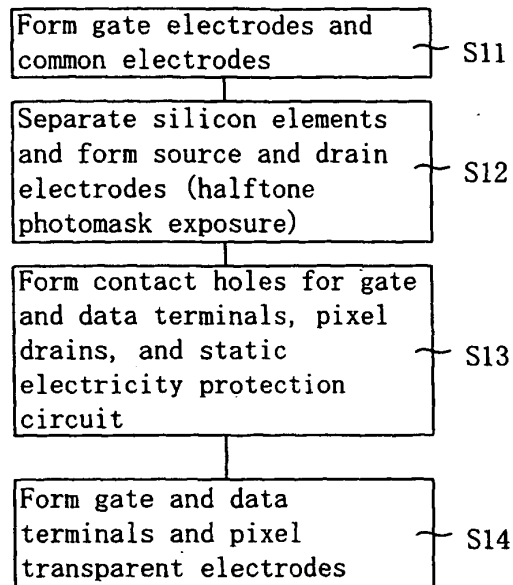 Form gate electrodes and
common electrodes
S11
Separate silicon elements
and form source and drain
electrodes (halftone
photomask exposure)
S12
Form contact holes for gate
and data terminals, pixel
drains, and static
electricity protection
circuit
S13
Form gate and data
terminals and pixel
transparent electrodes
S14